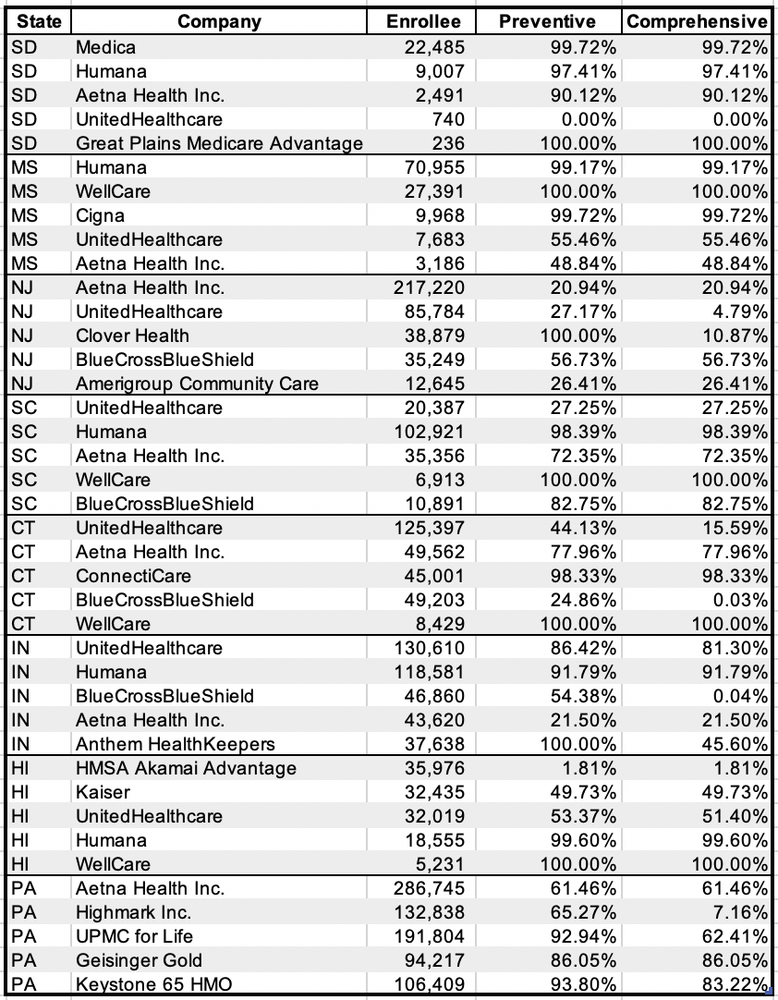 State Company Enrollee Preventive Comprehensive
SD Medica 22,485 99.72% 99.72%
SD Humana 9,007 97.41% 97.41%
SD Aetna Health Inc. 2,491 90.12% 90.12%
SD UnitedHealthcare 740 0.00% 0.00%
SD Great Plains Medicare Advantage 236 100.00% 100.00%
MS Humana 70,955 99.17% 99.17%
MS WellCare 27,391 100.00% 100.00%
MS Cigna 9,968 99.72% 99.72%
MS UnitedHealthcare 7,683 55.46% 55.46%
MS Aetna Health Inc. 3,186 48.84% 48.84%
NJ Aetna Health Inc. 217,220 20.94% 20.94%
NJ UnitedHealthcare 85,784 27.17% 4.79%
NJ Clover Health 38,879 100.00% 10.87%
NJ BlueCrossBlueShield 35,249 56.73% 56.73%
NJ Amerigroup Community Care 12,645 26.41% 26.41%
SC UnitedHealthcare 20,387 27.25% 27.25%
SC Humana 102,921 98.39% 98.39%
SC Aetna Health Inc. 35,356 72.35% 72.35%
SC WellCare 6,913 100.00% 100.00%
SC BlueCrossBlueShield 10,891 82.75% 82.75%
CT UnitedHealthcare 125,397 44.13% 15.59%
CT Aetna Health Inc. 49,562 77.96% 77.96%
CT ConnectiCare 45,001 98.33% 98.33%
CT BlueCrossBlueShield 49,203 24.86% 0.03%
CT WellCare 8,429 100.00% 100.00%
IN UnitedHealthcare 130,610 86.42% 81.30%
IN Humana 118,581 91.79% 91.79%
IN BlueCrossBlueShield 46,860 54.38% 0.04%
IN Aetna Health Inc. 43,620 21.50% 21.50%
IN Anthem HealthKeepers 37,638 100.00% 45.60%
HI HMSA Akamai Advantage 35,976 1.81% 1.81%
HI Kaiser 32,435 49.73% 49.73%
HI UnitedHealthcare 32,019 53.37% 51.40%
HI Humana 18,555 99.60% 99.60%
HI WellCare 5,231 100.00% 100.00%
PA Aetna Health Inc. 286,745 61.46% 61.46%
PA Highmark Inc. 132,838 65.27% 7.16%
PA UPMC for Life 191,804 92.94% 62.41%
PA Geisinger Gold 94,217 86.05% 86.05%
PA Keystone 65 HMO 106,409 93.80% 83.22%